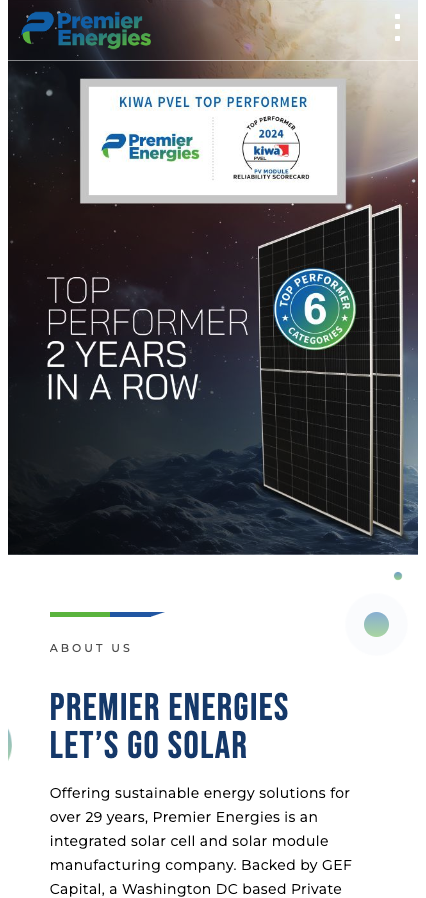 Premier
Energies
KIWA PVEL TOP PERFORMER
Premier
Energies
TOP PERFORMER
2024
kiwa
PVEL
PV MODULE
RELIABILITY SCORECARD
TOP
PERFORMER
2 YEARS
IN A ROW
TOP PERFORMER
6
CATEGORIES
ABOUT US
PREMIER ENERGIES
LET'S GO SOLAR
Offering sustainable energy solutions for
over 29 years, Premier Energies is an
integrated solar cell and solar module
manufacturing company. Backed by GEF
Capital, a Washington DC based Private